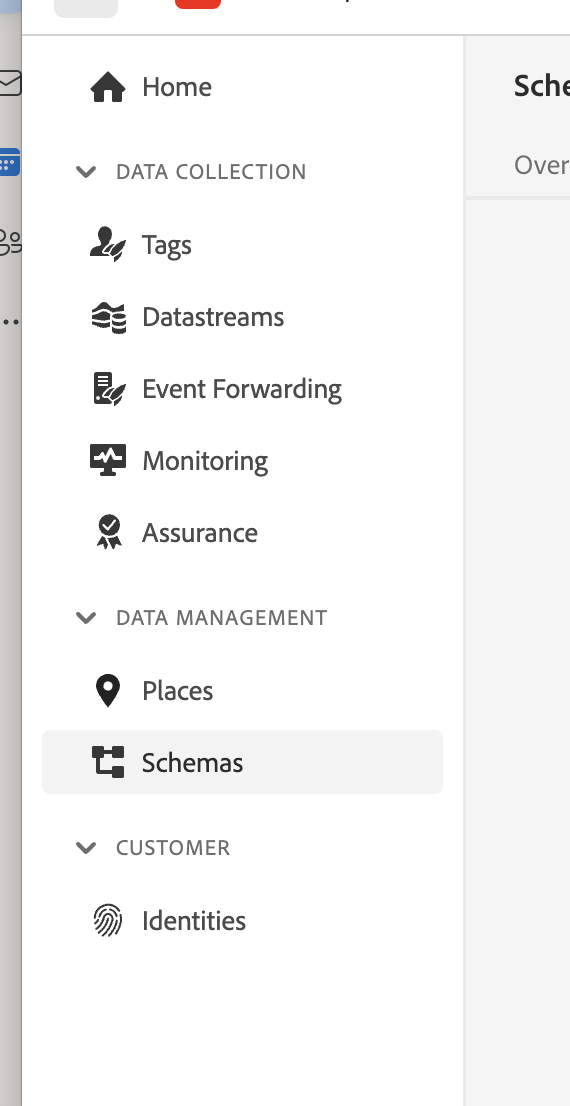 Home
DATA COLLECTION
Tags
Datastreams
Event Forwarding
Monitoring
Assurance
DATA MANAGEMENT
Places
Schemas
CUSTOMER
Identities
Sche
Over